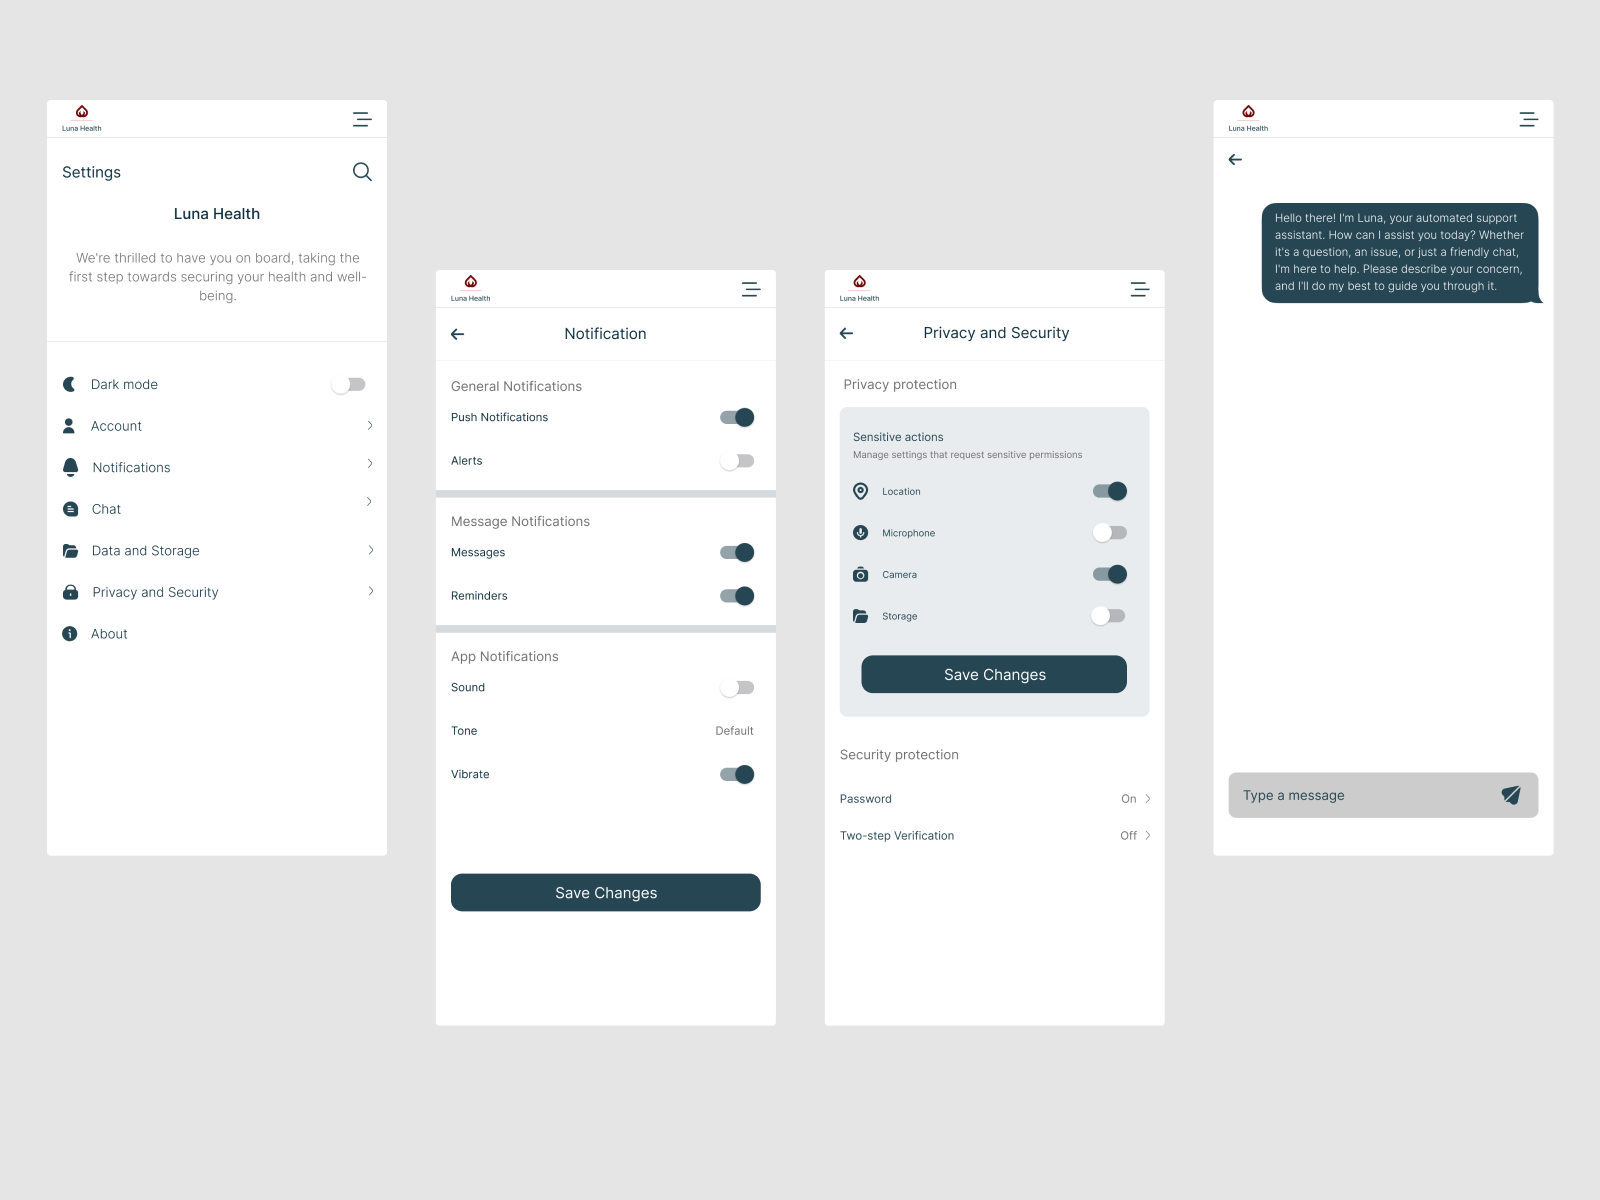 Luna Health
Settings
Luna Health
We're thrilled to have you on board, taking the
first step towards securing your health and well-
being.
Dark mode
Account
Notifications
Chat
Data and Storage
Privacy and Security
About
Luna Health
Notification
General Notifications
Push Notifications
Alerts
Message Notifications
Messages
Reminders
App Notifications
Sound
Tone Default
Vibrate
Save Changes
Luna Health
Privacy and Security
Privacy protection
Sensitive actions
Manage settings that request sensitive permissions
Location
Microphone
Camera
Storage
Save Changes
Security protection
Password On
Two-step Verification Off
Luna Health
Hello there! I'm Luna, your automated support
assistant. How can I assist you today? Whether
it's a question, an issue, or just a friendly chat,
I'm here to help. Please describe your concern,
and I'll do my best to guide you through it.
Type a message